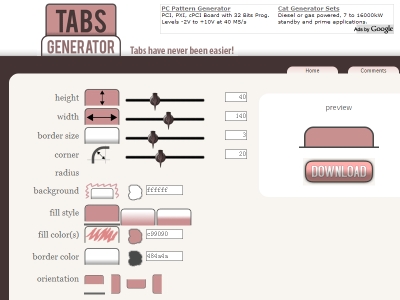 TABS
GENERATOR
Tabs have never been easier!
PC Pattern Generator
PCI, PXI, cPCI Board with 32 Bits Prog.
Levels -2V to +10V at 40 MS/s
Cat Generator Sets
Diesel or gas powered. 7 to 16000kW
standby and prime applications.
Ads by Google
Home
Comments
height
40
width
140
border size
3
corner
radius
20
background
ffffff
fill style
fill color(s)
c99090
border color
484a4a
orientation
preview
DOWNLOAD